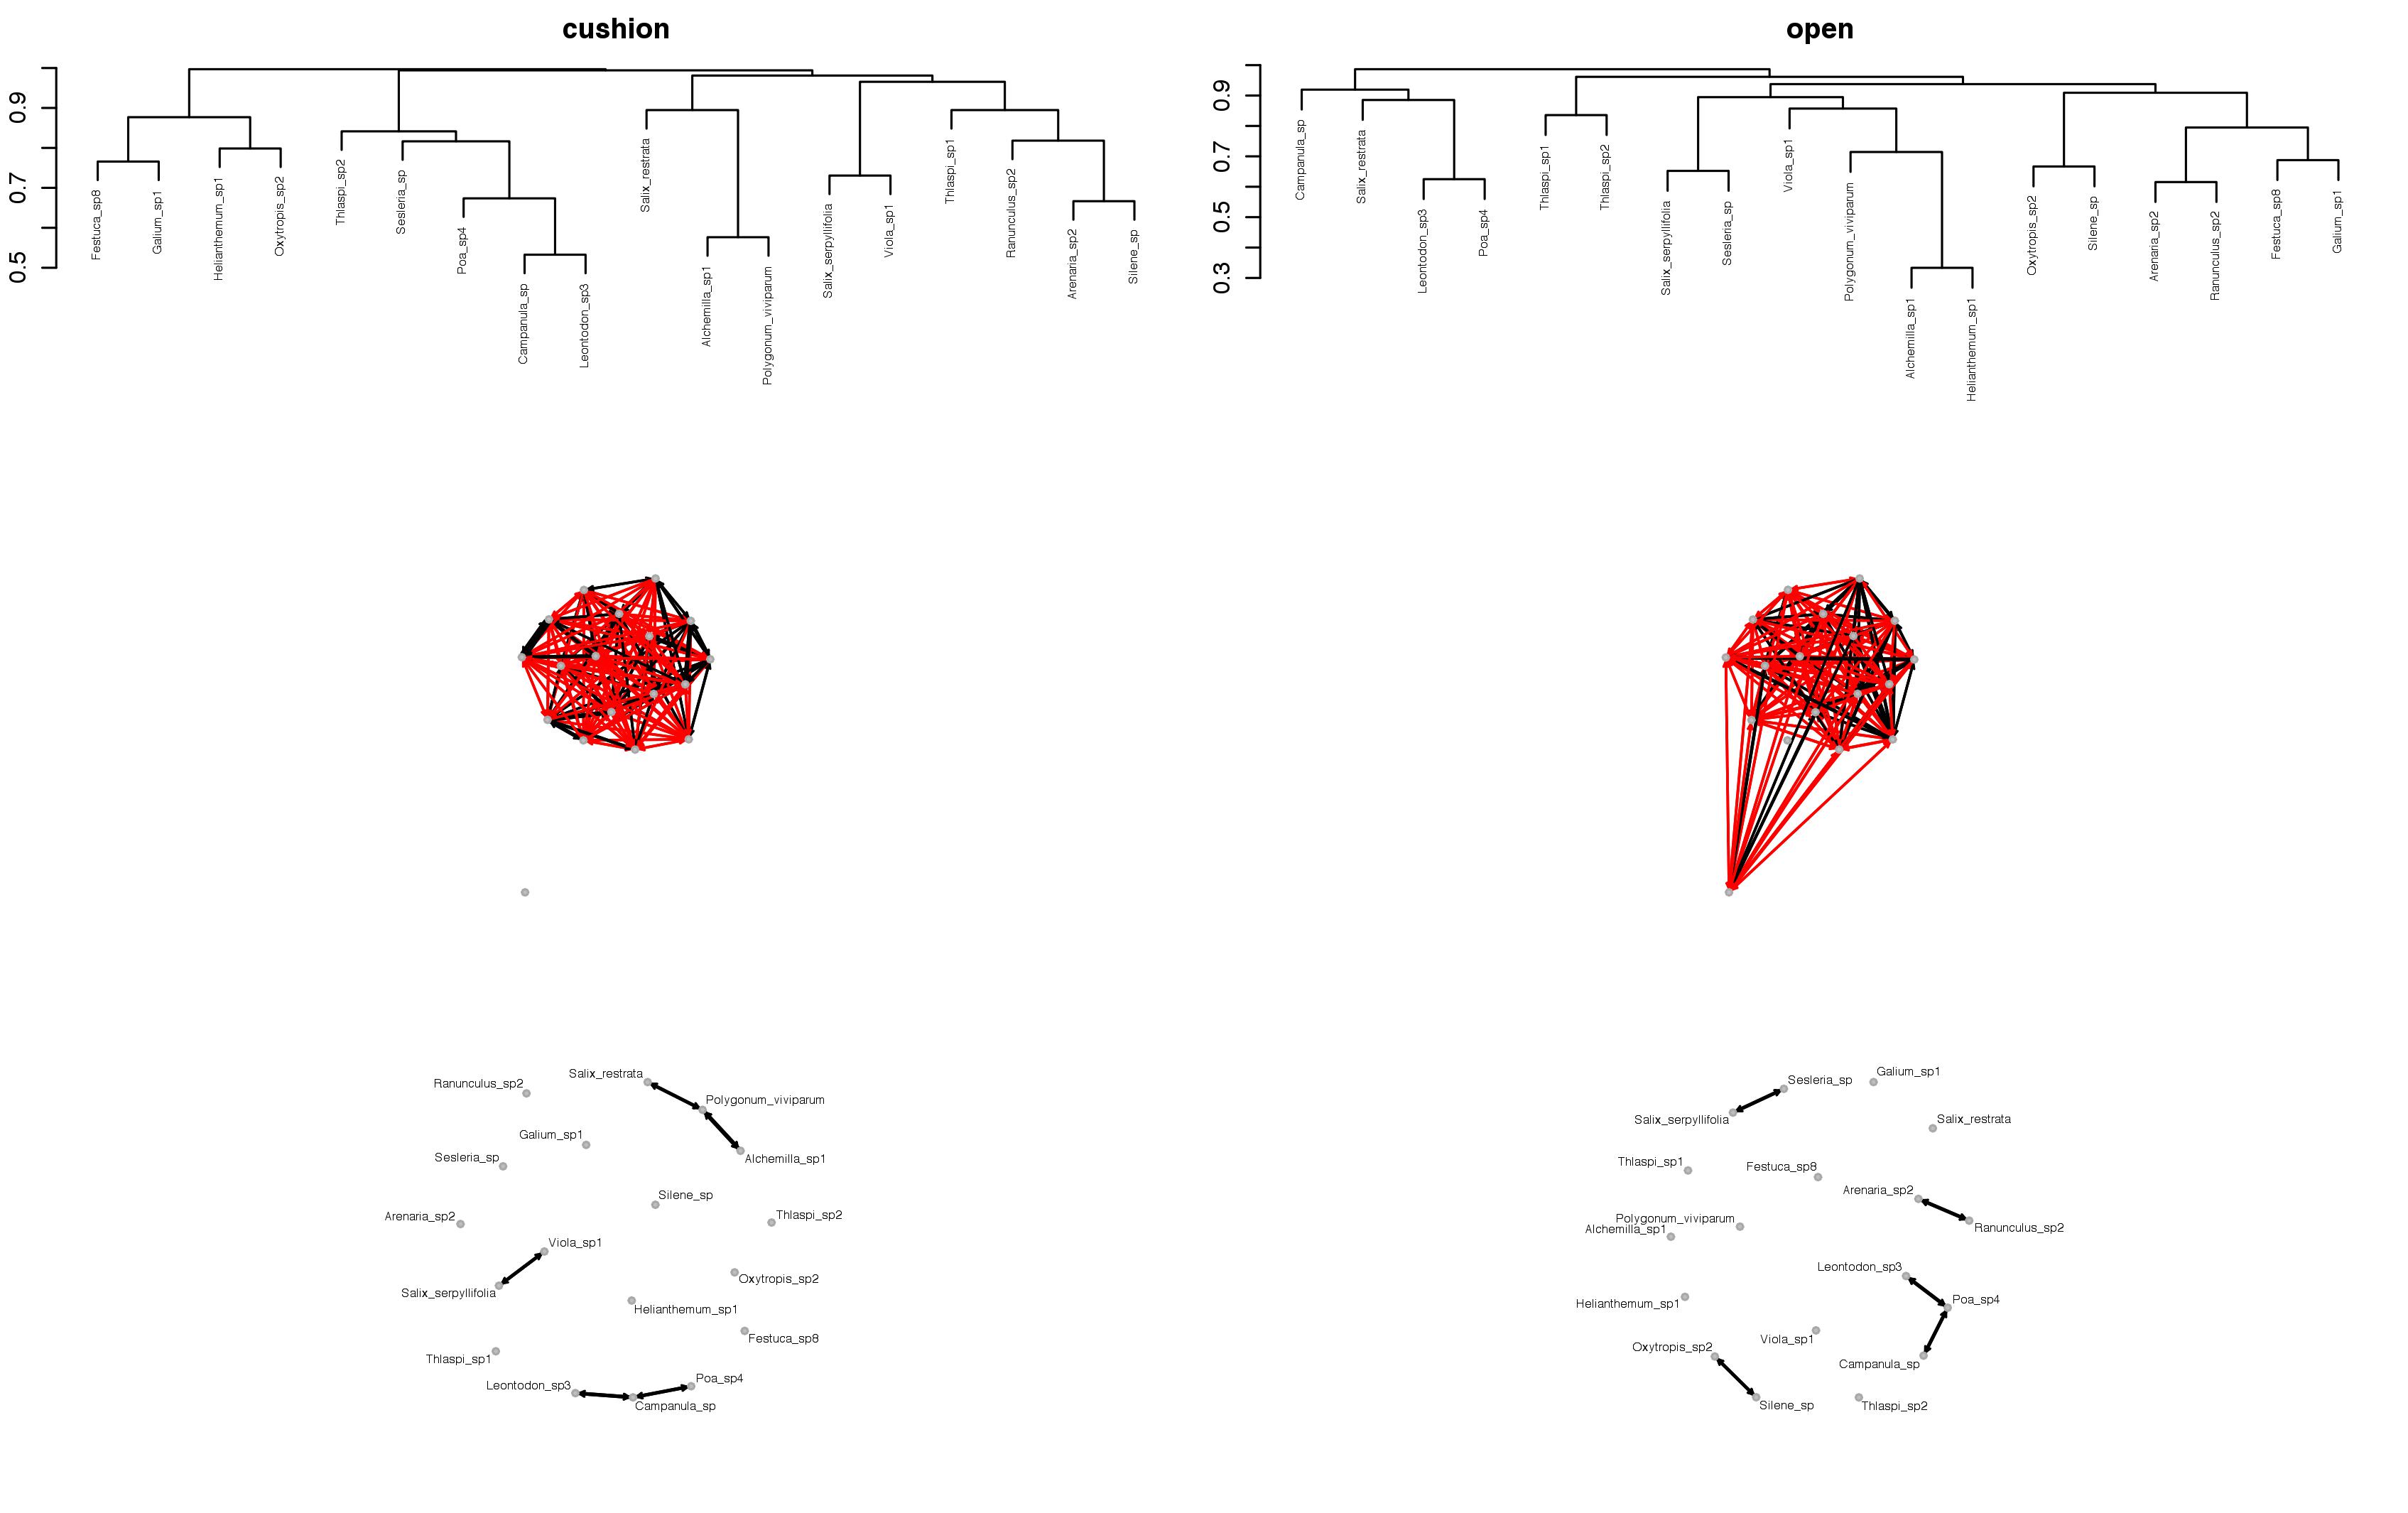 cushion
0.5 0.7 0.9
Festuca_sp8
Galium_sp1
Helianthemum_sp1
Oxytropis_sp2
Thlaspi_sp2
Sesleria_sp
Poa_sp4
Campanula_sp
Leontodon_sp3
Salix_restrata
Alchemilla_sp1
Polygonum_viviparum
Salix_serpyllifolia
Viola_sp1
Thlaspi_sp1
Ranunculus_sp2
Arenaria_sp2
Silene_sp
open
0.3 0.5 0.7 0.9
Campanula_sp
Salix_restrata
Leontodon_sp3
Poa_sp4
Thlaspi_sp1
Thlaspi_sp2
Salix_serpyllifolia
Sesleria_sp
Viola_sp1
Polygonum_viviparum
Alchemilla_sp1
Helianthemum_sp1
Oxytropis_sp2
Silene_sp
Arenaria_sp2
Ranunculus_sp2
Festuca_sp8
Galium_sp1
Salix_restrata
Ranunculus_sp2
Polygonum_viviparum
Galium_sp1
Sesleria_sp
Alchemilla_sp1
Silene_sp
Arenaria_sp2
Thlaspi_sp2
Viola_sp1
Oxytropis_sp2
Salix_serpyllifolia
Helianthemum_sp1
Festuca_sp8
Thlaspi_sp1
Poa_sp4
Leontodon_sp3
Campanula_sp
Galium_sp1
Sesleria_sp
Salix_serpyllifolia
Salix_restrata
Thlaspi_sp1
Festuca_sp8
Arenaria_sp2
Polygonum_viviparum
Alchemilla_sp1
Ranunculus_sp2
Leontodon_sp3
Poa_sp4
Helianthemum_sp1
Viola_sp1
Oxytropis_sp2
Campanula_sp
Silene_sp
Thlaspi_sp2